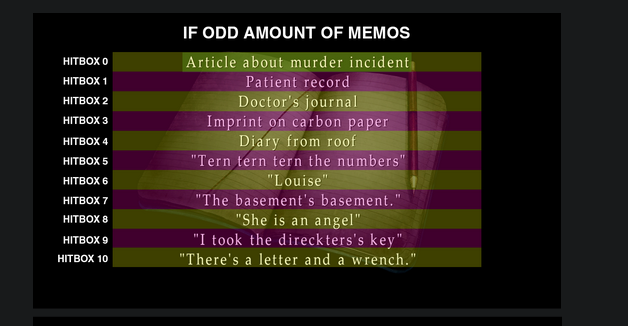 IF ODD AMOUNT OF MEMOS
HITBOX 0 Article about murder incident
HITBOX 1 Patient record
HITBOX 2 Doctor's journal
HITBOX 3 Imprint on carbon paper
HITBOX 4 Diary from roof
HITBOX 5 "Tern tern tern the numbers"
HITBOX 6 "Louise"
HITBOX 7 "The basement's basement."
HITBOX 8 "She is an angel"
HITBOX 9 "I took the direckters's key"
HITBOX 10 "There's a letter and a wrench."